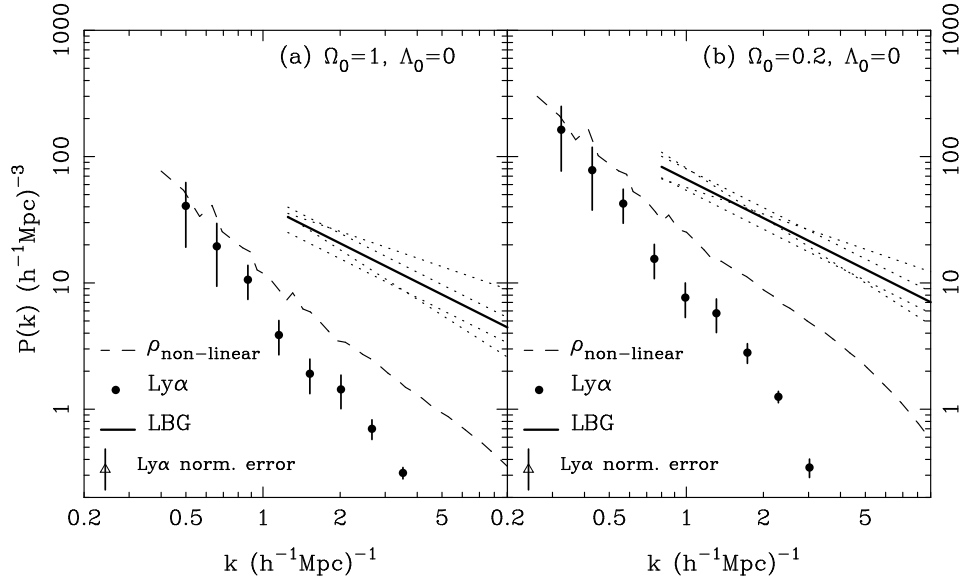 (a) Ω₀=1, Λ₀=0
(b) Ω₀=0.2, Λ₀=0
1000
100
10
1
P(k) (h⁻¹Mpc)⁻³
ρnon-linear
Lyα
LBG
Lyα norm. error
ρnon-linear
Lyα
LBG
Lyα norm. error
1000
100
10
1
0.2
0.5
1
2
5
0.2
0.5
1
2
5
k (h⁻¹Mpc)⁻¹
k (h⁻¹Mpc)⁻¹